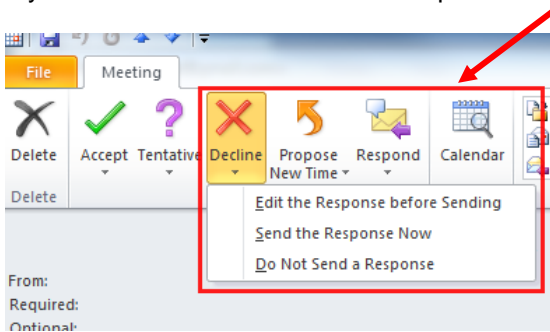 File Meeting
Delete Accept Tentative Decline Propose New Time Respond Calendar
Delete
Edit the Response before Sending
Send the Response Now
Do Not Send a Response
From:
Required:
Optional: